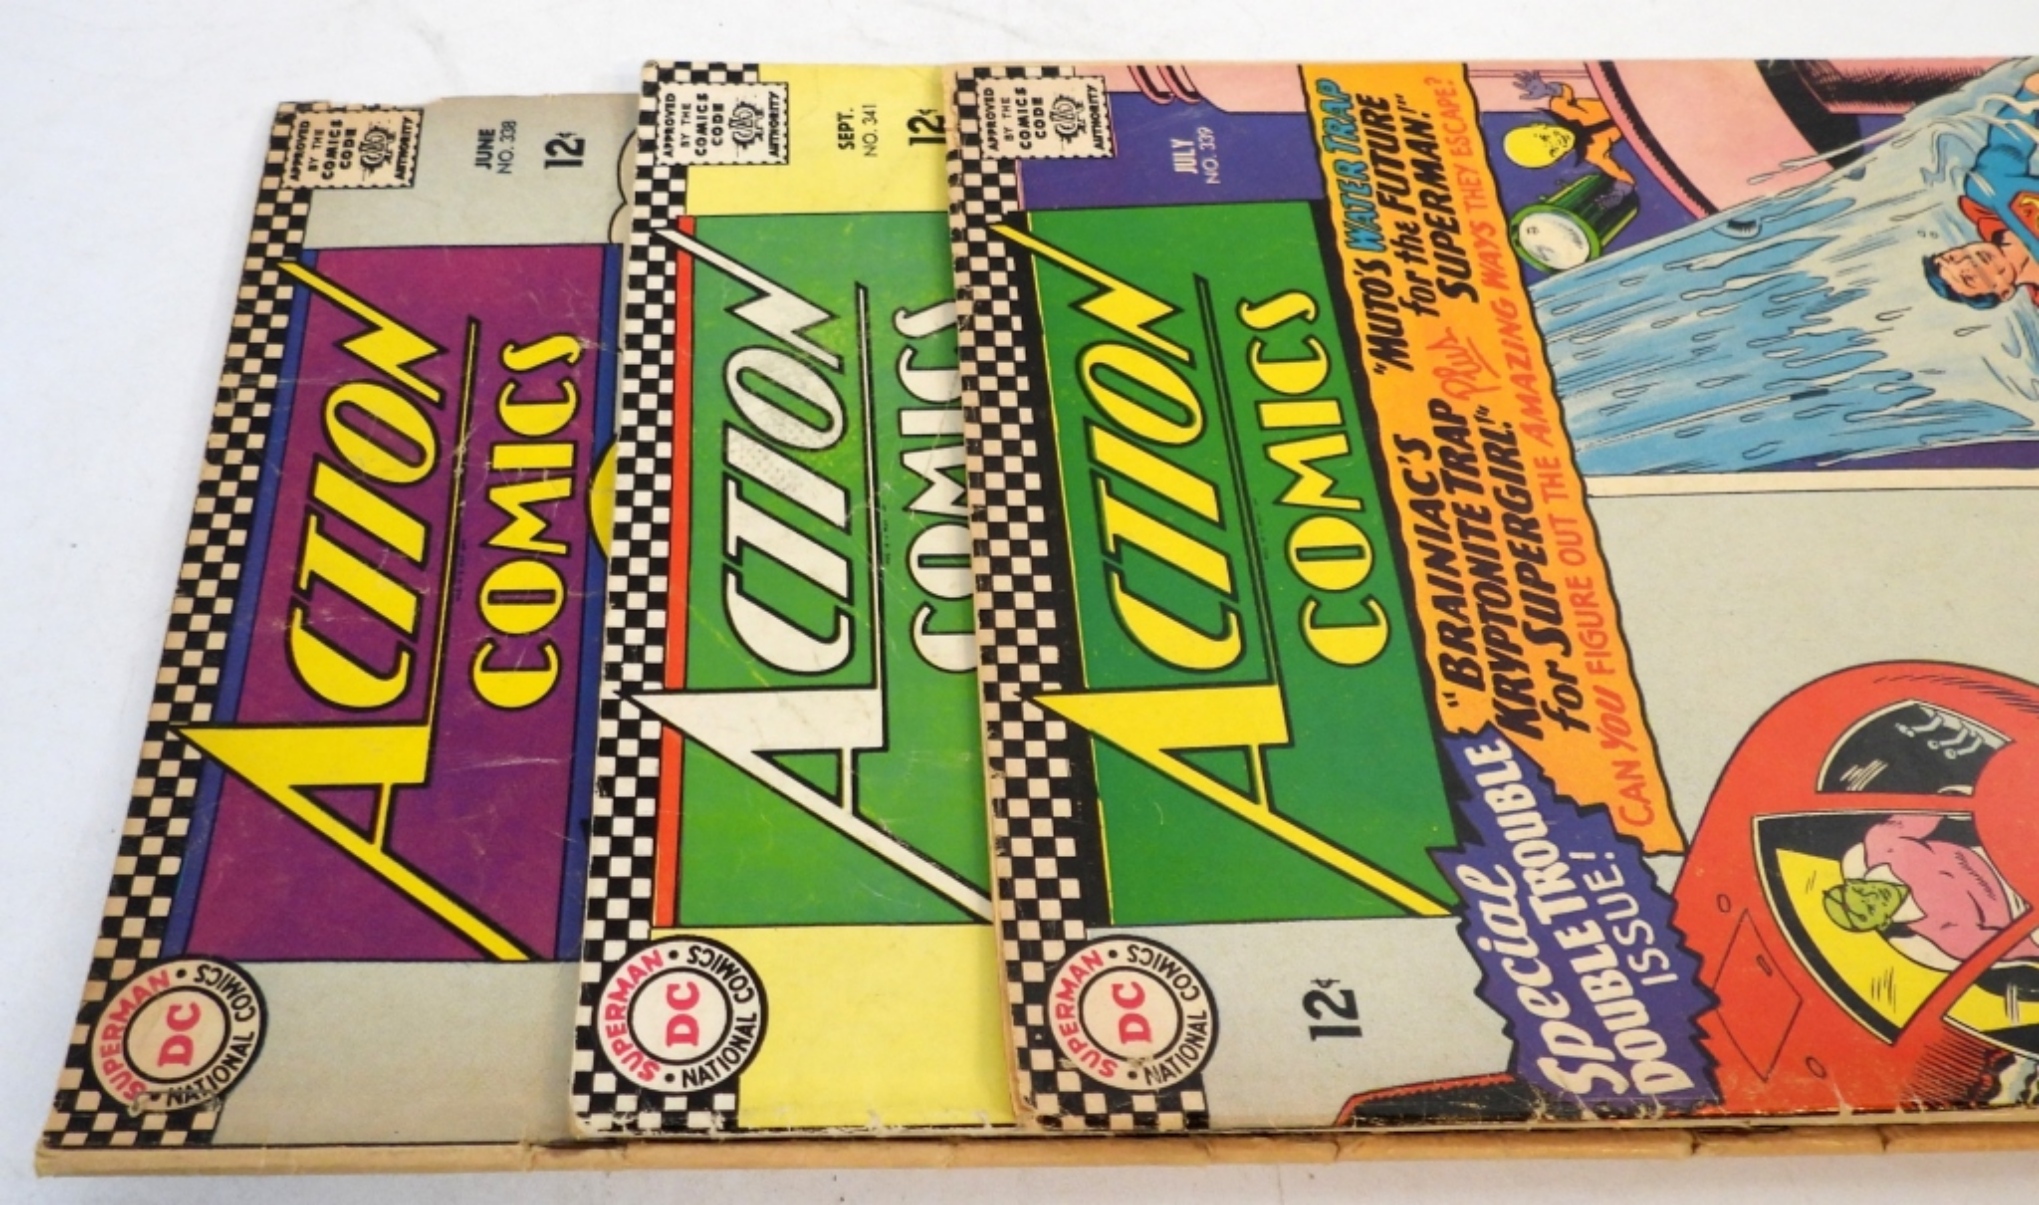 APPROVED
BY THE
COMICS
CODE
AUTHORITY
JUNE
NO. 338
12¢
ACTION
COMICS
SUPERMAN • NATIONAL COMICS •
DC
APPROVED
BY THE
COMICS
CODE
AUTHORITY
SEPT.
NO. 341
12¢
ACTION
COMICS
SUPERMAN • NATIONAL COMICS •
DC
APPROVED
BY THE
COMICS
CODE
AUTHORITY
JULY
NO. 339
ACTION
COMICS
SUPERMAN • NATIONAL COMICS •
DC
12¢
Special
DOUBLE TROUBLE
ISSUE!
"BRAINIAC'S
KRYPTONITE TRAP
for SUPERGIRL!"
Plus
"MUTO'S WATER TRAP
for the FUTURE
SUPERMAN!"
CAN YOU FIGURE OUT THE AMAZING WAYS THEY ESCAPE?